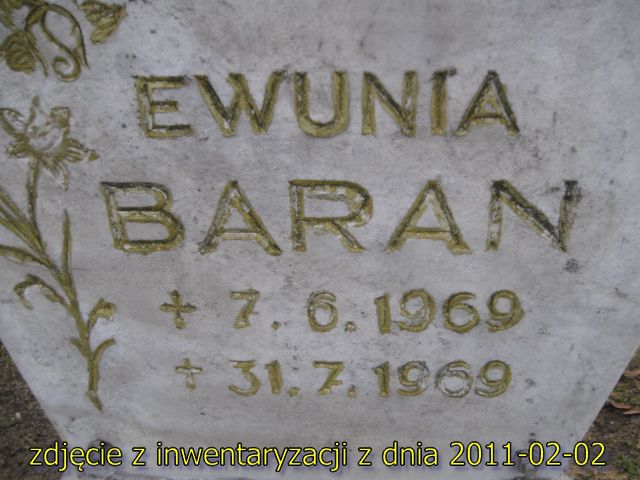 EWUNIA
BARAN
+ 7. 6. 1969
+ 31. 7. 1969
zdjęcie z inwentaryzacji z dnia 2011-02-02